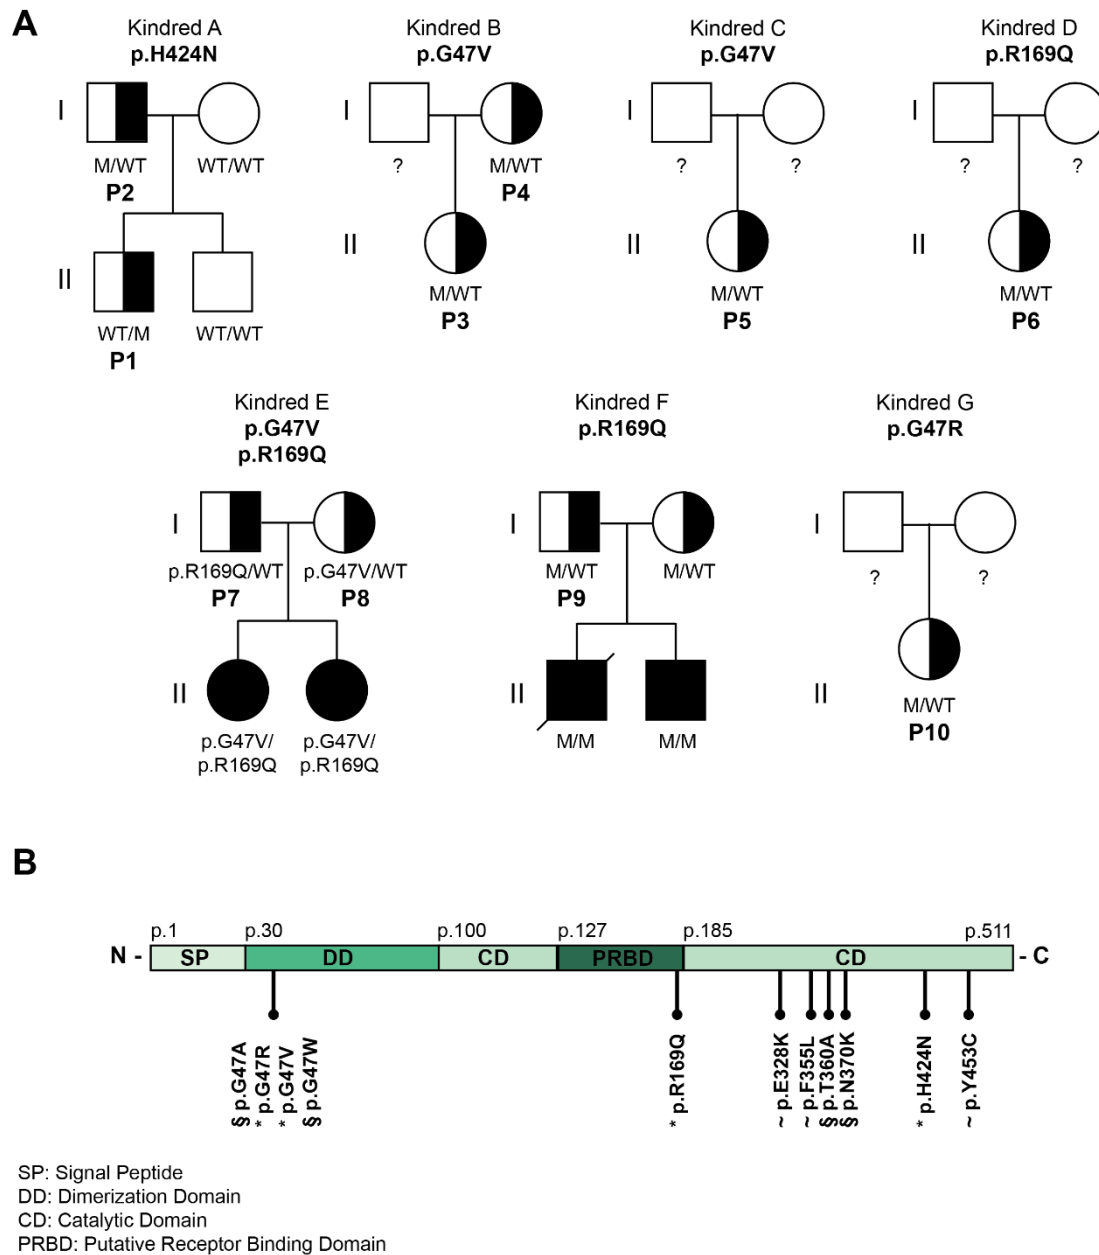 A
Kindred A
p.H424N
Kindred B
p.G47V
Kindred C
p.G47V
Kindred D
p.R169Q
I
I
I
I
M/WT
WT/WT
P2
?
M/WT
P4
?
?
?
?
II
II
II
II
WT/M
WT/WT
P1
M/WT
P3
M/WT
P5
M/WT
P6
Kindred E
p.G47V
p.R169Q
Kindred F
p.R169Q
Kindred G
p.G47R
I
I
I
p.R169Q/WT
p.G47V/WT
P7
P8
M/WT
M/WT
P9
?
?
II
II
II
p.G47V/
p.R169Q
p.G47V/
p.R169Q
M/M
M/M
M/WT
P10
B
p.1
p.30
p.100
p.127
p.185
p.511
N -
SP
DD
CD
PRBD
CD
- C
§ p.G47A
* p.G47R
* p.G47V
§ p.G47W
* p.R169Q
~ p.E328K
~ p.F355L
§ p.T360A
§ p.N370K
* p.H424N
~ p.Y453C
SP: Signal Peptide
DD: Dimerization Domain
CD: Catalytic Domain
PRBD: Putative Receptor Binding Domain